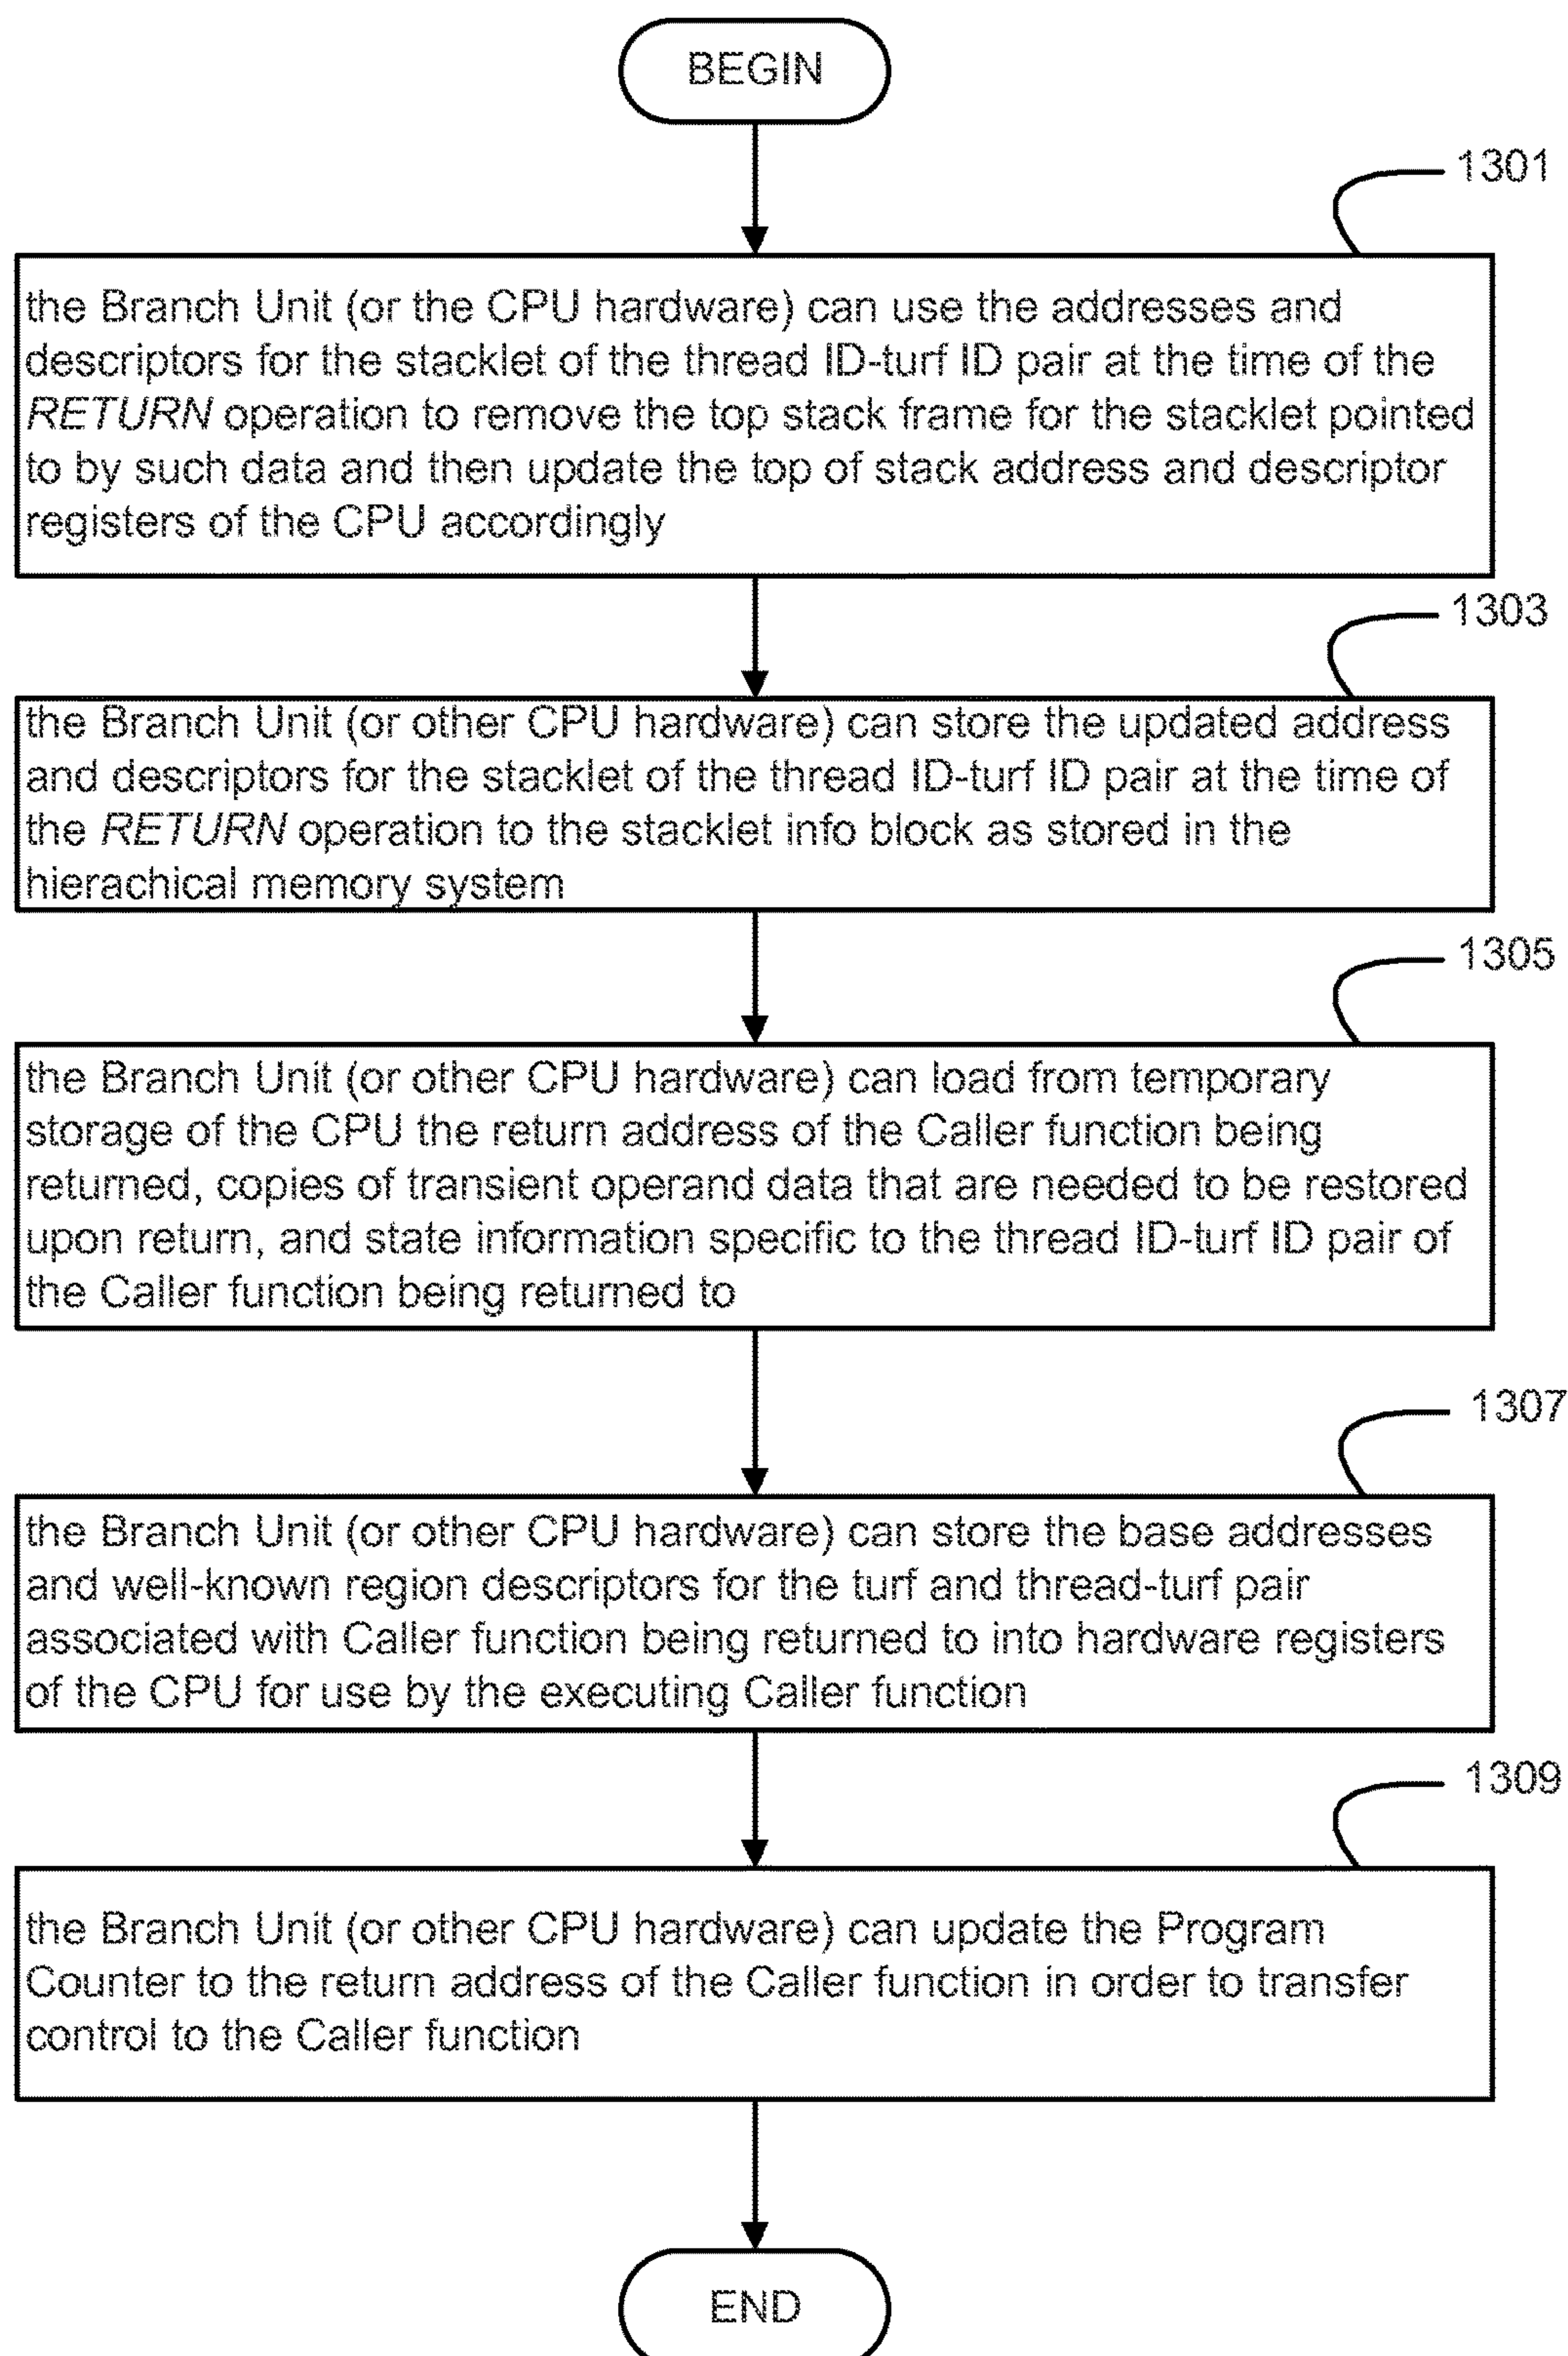 BEGIN
1301
the Branch Unit (or the CPU hardware) can use the addresses and
descriptors for the stacklet of the thread ID-turf ID pair at the time of the
RETURN operation to remove the top stack frame for the stacklet pointed
to by such data and then update the top of stack address and descriptor
registers of the CPU accordingly
1303
the Branch Unit (or other CPU hardware) can store the updated address
and descriptors for the stacklet of the thread ID-turf ID pair at the time of
the RETURN operation to the stacklet info block as stored in the
hierachical memory system
1305
the Branch Unit (or other CPU hardware) can load from temporary
storage of the CPU the return address of the Caller function being
returned, copies of transient operand data that are needed to be restored
upon return, and state information specific to the thread ID-turf ID pair of
the Caller function being returned to
1307
the Branch Unit (or other CPU hardware) can store the base addresses
and well-known region descriptors for the turf and thread-turf pair
associated with Caller function being returned to into hardware registers
of the CPU for use by the executing Caller function
1309
the Branch Unit (or other CPU hardware) can update the Program
Counter to the return address of the Caller function in order to transfer
control to the Caller function
END